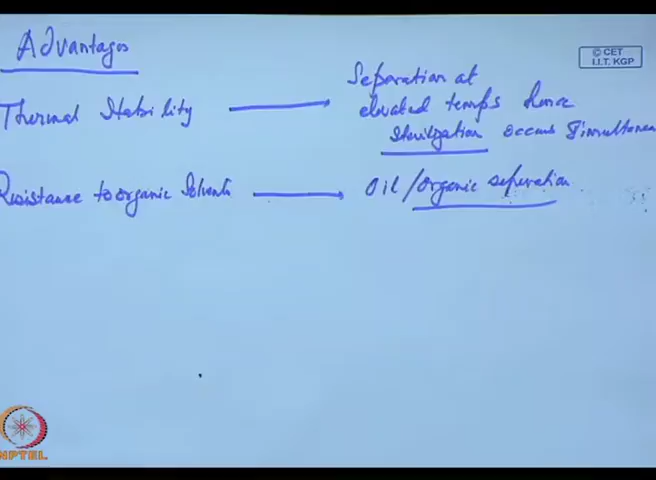 Advantages
© CET
I.I.T. KGP
Thermal Stability
Separation at
elevated temps hence
Sterilization occurs Simultaneou
Resistance to organic Solvents
Oil/organic separation
NPTEL